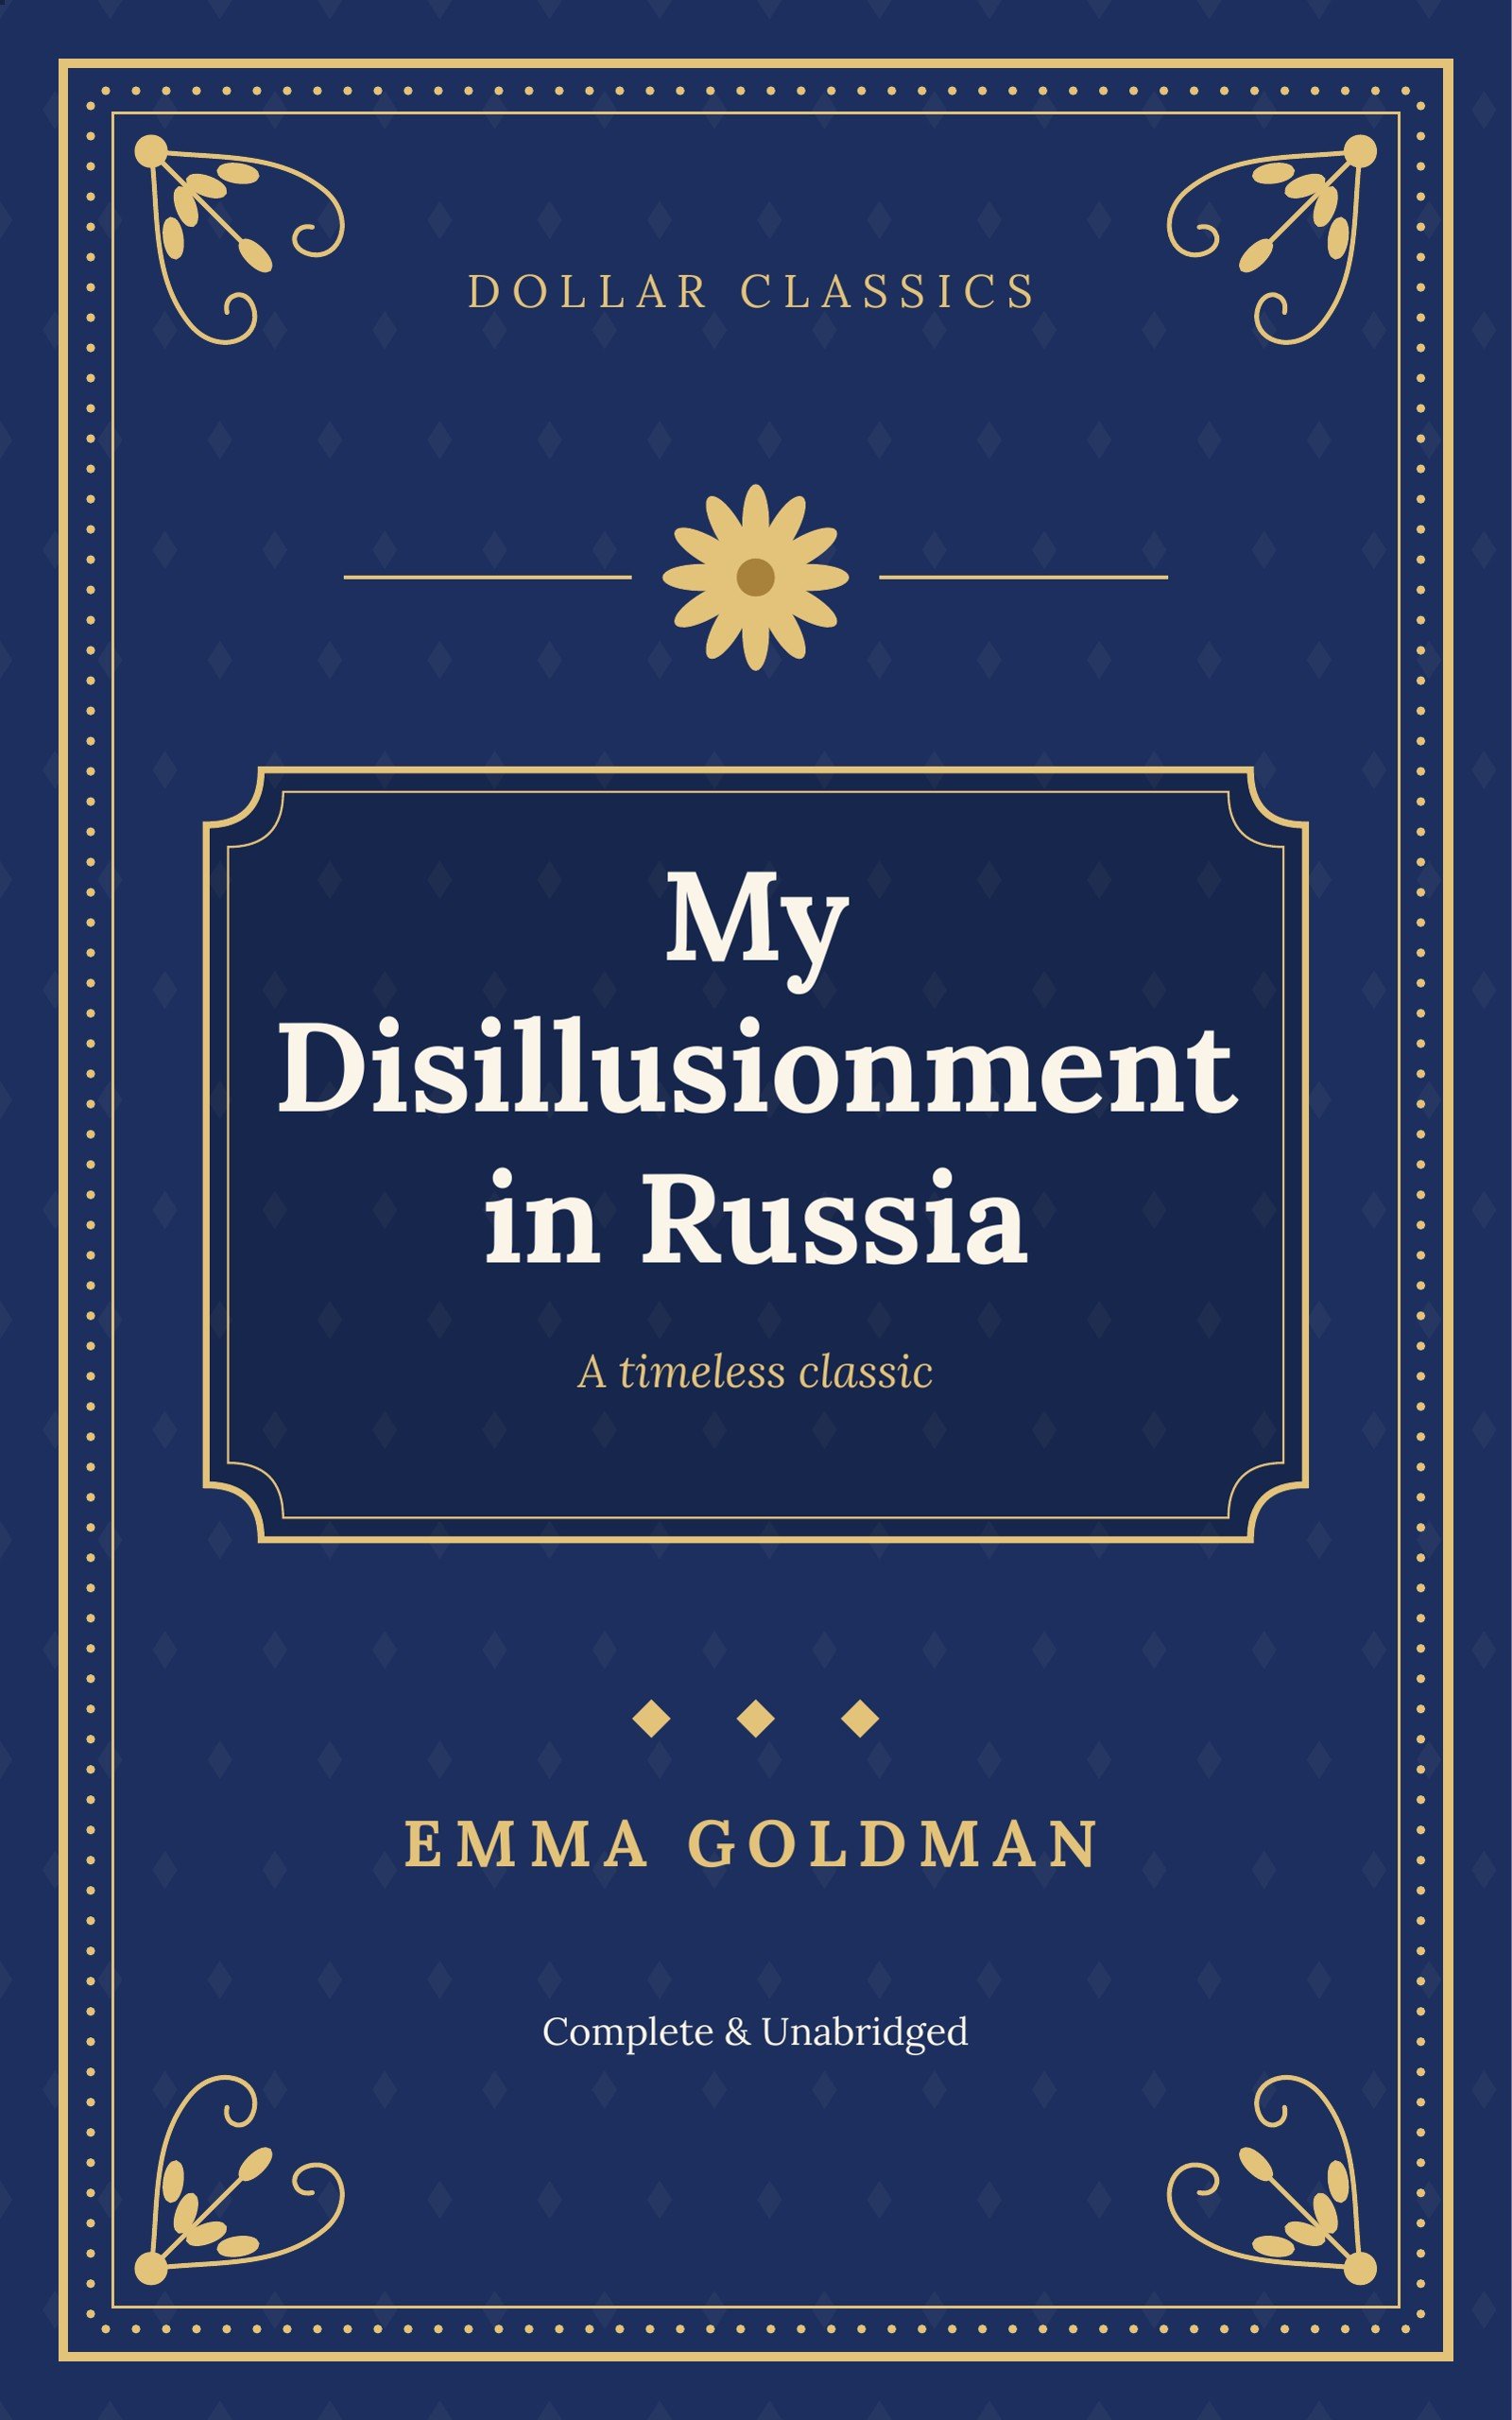 DOLLAR CLASSICS
My
Disillusionment
in Russia
A timeless classic
EMMA GOLDMAN
Complete & Unabridged